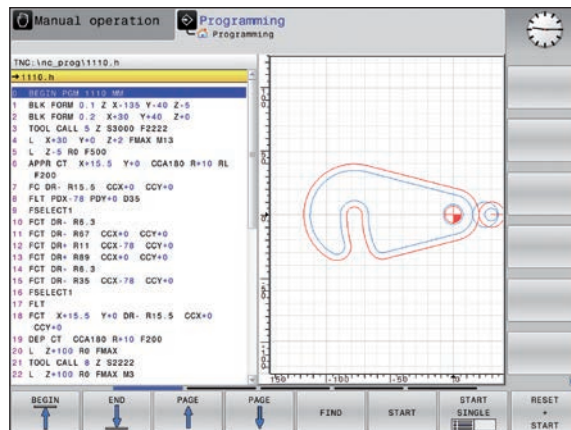 Manual operation
Programming
Programming
TNC:\nc_prog\1110.h
→1110.h
0 BEGIN PGM 1110 MM
1 BLK FORM 0.1 Z X-135 Y-40 Z-5
2 BLK FORM 0.2 X+30 Y+40 Z+0
3 TOOL CALL 5 Z S3000 F2222
4 L X+30 Y+0 Z+2 FMAX M13
5 L Z-5 R0 F500
6 APPR CT X+15.5 Y+0 CCA180 R+10 RL
F200
7 FC DR- R15.5 CCX+0 CCY+0
8 FLT PDX-78 PDY+0 D35
9 FSELECT1
10 FCT DR- R6.3
11 FCT DR- R67 CCX+0 CCY+0
12 FCT DR+ R11 CCX-78 CCY+0
13 FCT DR+ R89 CCX+0 CCY+0
14 FCT DR- R6.3
15 FCT DR- R35 CCX-78 CCY+0
16 FSELECT1
17 FLT
18 FCT X+15.5 Y+0 DR- R15.5 CCX+0
CCY+0
19 DEP CT CCA180 R+10 F200
20 L Z+100 R0 FMAX
21 TOOL CALL 8 Z S2222
22 L Z+100 R0 FMAX M3
-100
-50
BEGIN
END
PAGE
PAGE
FIND
START
START
SINGLE
RESET
+
START